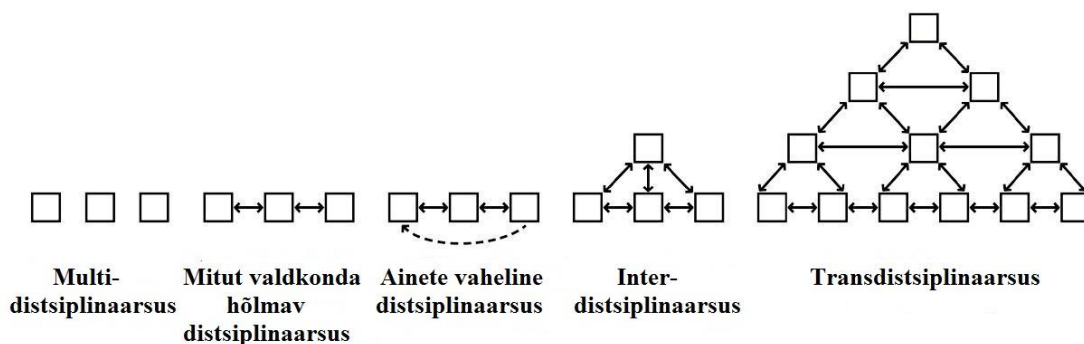 Multi-
distsiplinaarsus
Mitut valdkonda
hõlmav
distsiplinaarsus
Ainete vaheline
distsiplinaarsus
Inter-
distsiplinaarsus
Transdistsiplinaarsus